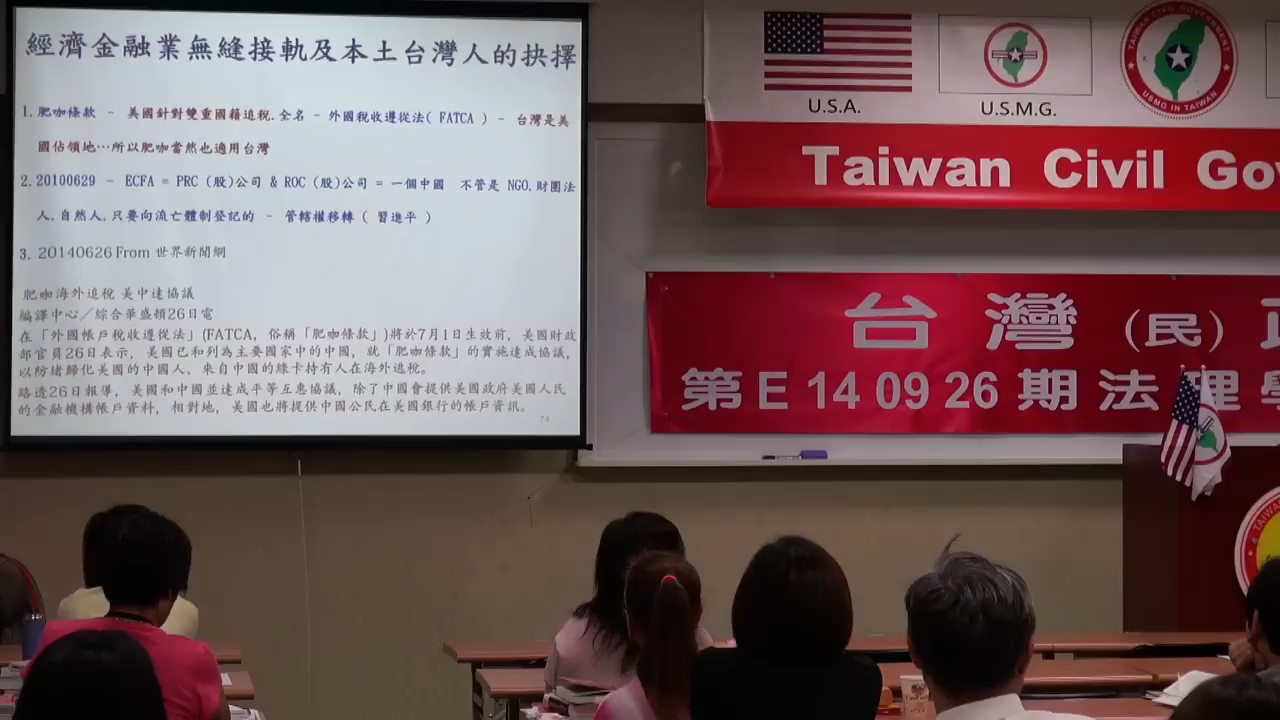 經濟金融業無縫接軌及本土台灣人的抉擇
1. 肥咖條款 - 美國針對雙重國籍追稅.全名 - 外國稅收遵從法( FATCA ) - 台灣是美
國佔領地…所以肥咖當然也適用台灣
2. 20100629 - ECFA = PRC (股)公司 & ROC (股)公司 = 一個中國 不管是 NGO.財團法
人.自然人.只要向流亡體制登記的 - 管轄權移轉 ( 習進平 )
3. 20140626 From 世界新聞網
肥咖海外追稅 美中達協議
編譯中心／綜合華盛頓26日電
在「外國帳戶稅收遵從法」(FATCA，俗稱「肥咖條款」)將於7月1日生效前，美國財政
部官員26日表示，美國已和列為主要國家中的中國，就「肥咖條款」的實施達成協議，
以防堵歸化美國的中國人、來自中國的綠卡持有人在海外逃稅。
路透26日報導，美國和中國並達成平等互惠協議，除了中國會提供美國政府美國人民
的金融機構帳戶資料，相對地，美國也將提供中國公民在美國銀行的帳戶資訊。
74
U.S.A.
U.S.M.G.
TAIWAN CIVIL GOVERNMENT
USMG IN TAIWAN
Taiwan Civil Go
台灣（民）
第E 14 09 26 期法理學